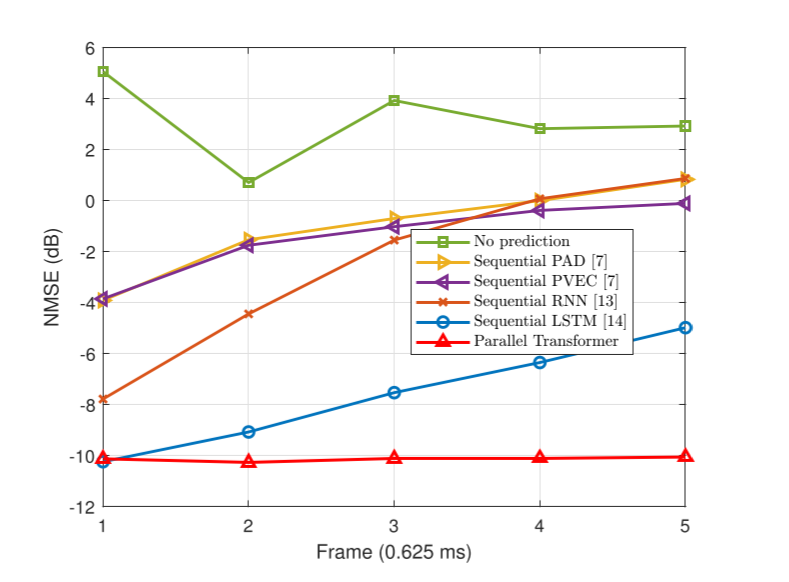 6
4
2
0
-2
-4
-6
-8
-10
-12
NMSE (dB)
No prediction
Sequential PAD [7]
Sequential PVEC [7]
Sequential RNN [13]
Sequential LSTM [14]
Parallel Transformer
1 2 3 4 5
Frame (0.625 ms)